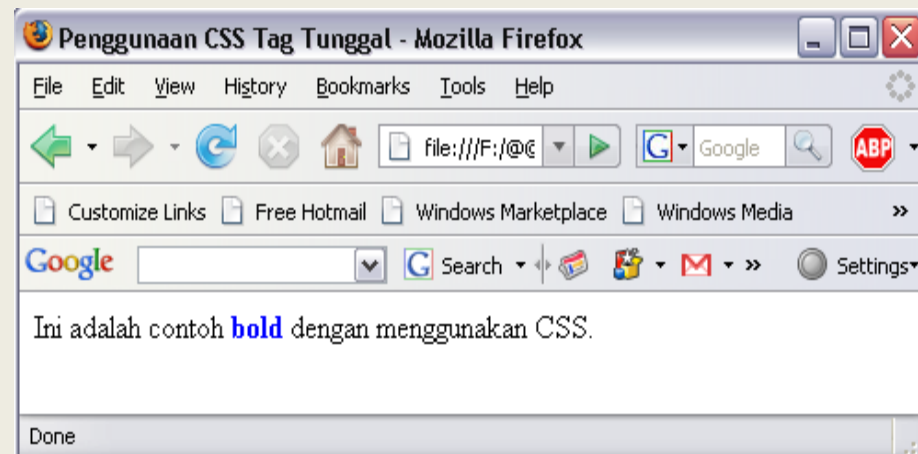 Penggunaan CSS Tag Tunggal - Mozilla Firefox
File Edit View History Bookmarks Tools Help
file:///F:/@ G Google ABP
Customize Links Free Hotmail Windows Marketplace Windows Media »
Google G Search » Settings
Ini adalah contoh bold dengan menggunakan CSS.
Done